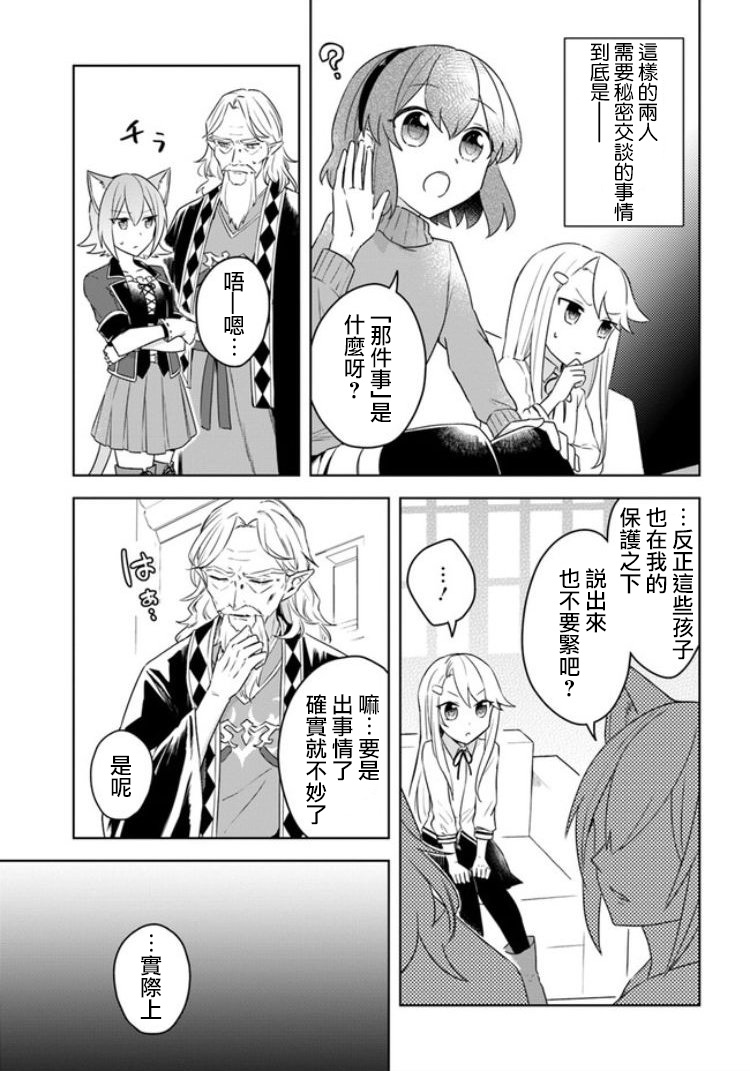 這樣的兩人
需要秘密交談的事情
到底是——
?
「那件事」是
什麼呀?
チラ
唔—嗯…
…反正這些孩子
也在我的
保護之下
說出來
也不要緊吧?
…!
はぁ。
嘛…要是
出事情了
確實就不妙了
是呢
…實際上